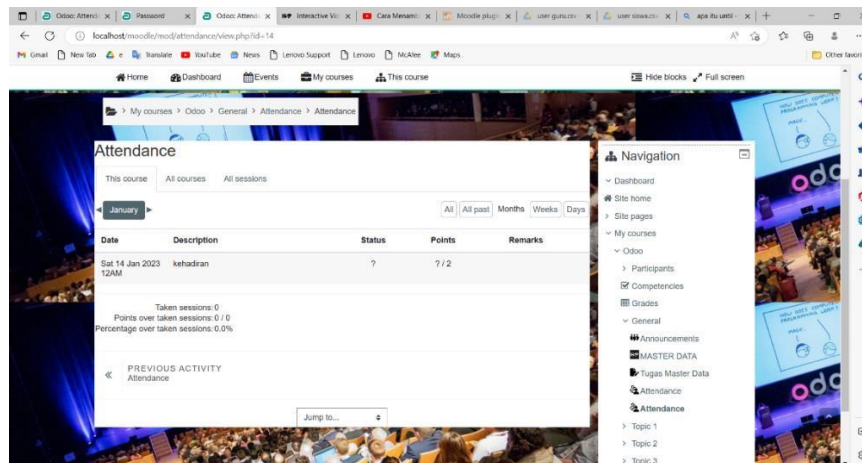 Odoo: Attend
Password
Odoo: Attend
Interactive Vi
Cara Menamb
Moodle plugi
user guru.csv
user siswa.cs
apa itu until -
localhost/moodle/mod/attendance/view.php?id=14
Gmail New Tab e Translate YouTube News Lenovo Support Lenovo McAfee Maps
Other favori
Home Dashboard Events My courses This course Hide blocks Full screen
> My courses > Odoo > General > Attendance > Attendance
Attendance
This course All courses All sessions
January All All past Months Weeks Days
Date Description Status Points Remarks
Sat 14 Jan 2023 kehadiran ? ? / 2
12AM
Taken sessions: 0
Points over taken sessions: 0 / 0
Percentage over taken sessions: 0.0%
PREVIOUS ACTIVITY
Attendance
Jump to...
Navigation
Dashboard
Site home
Site pages
My courses
Odoo
Participants
Competencies
Grades
General
Announcements
MASTER DATA
Tugas Master Data
Attendance
Attendance
Topic 1
Topic 2
Topic 3
odo
odo